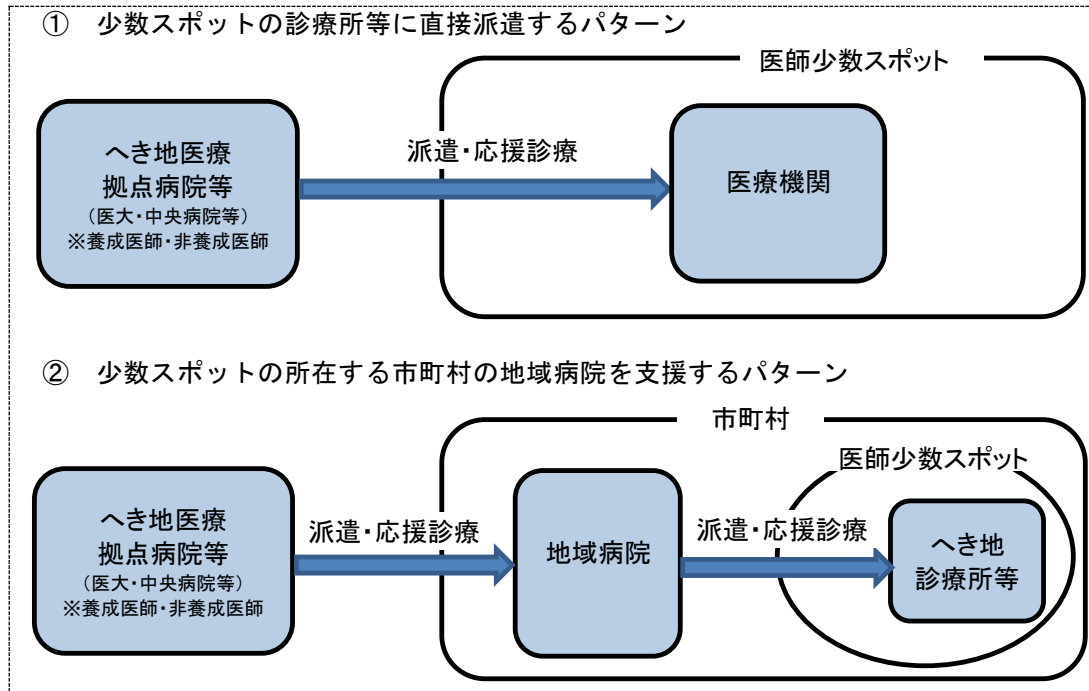 ① 少数スポットの診療所等に直接派遣するパターン
医師少数スポット
へき地医療
拠点病院等
（医大・中央病院等）
※養成医師・非養成医師
派遣・応援診療
医療機関
② 少数スポットの所在する市町村の地域病院を支援するパターン
市町村
医師少数スポット
へき地医療
拠点病院等
（医大・中央病院等）
※養成医師・非養成医師
派遣・応援診療
地域病院
派遣・応援診療
へき地
診療所等